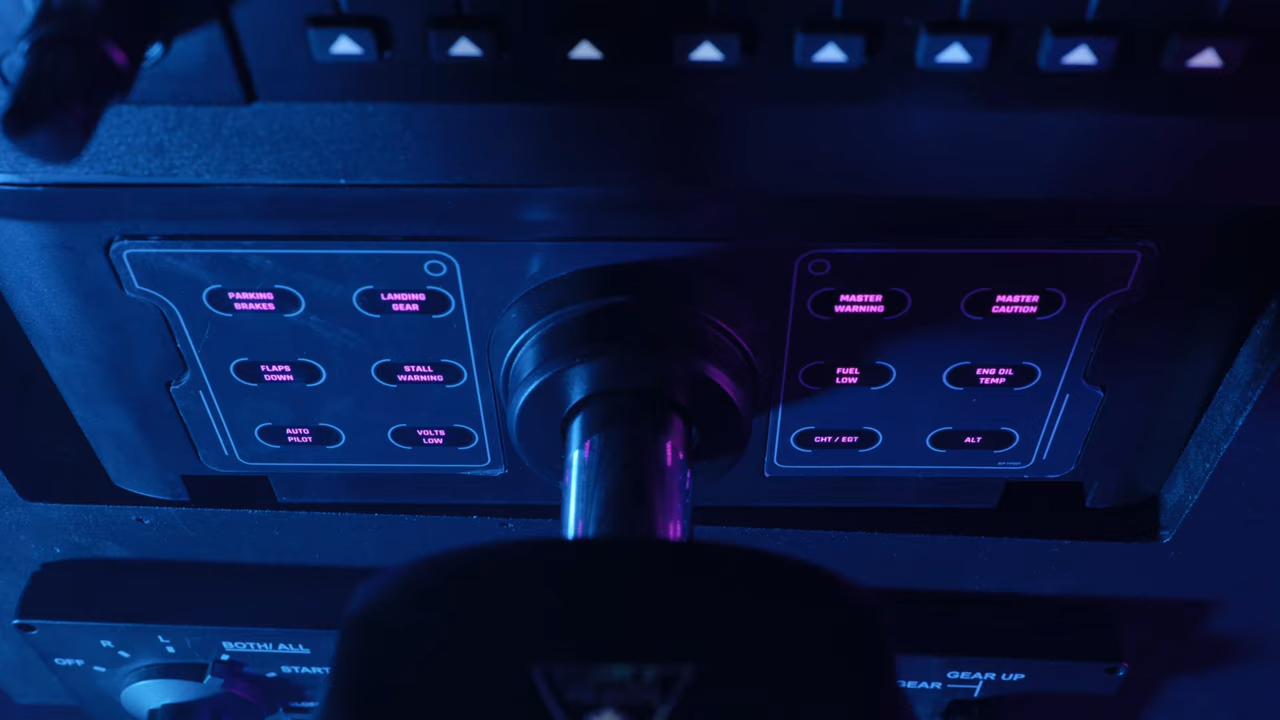 PARKING
BRAKES
LANDING
GEAR
MASTER
WARNING
MASTER
CAUTION
FLAPS
DOWN
STALL
WARNING
FUEL
LOW
ENG OIL
TEMP
AUTO
PILOT
VOLTS
LOW
CHT / EGT
ALT
OFF
R
L
BOTH/ ALL
START
GEAR
GEAR UP